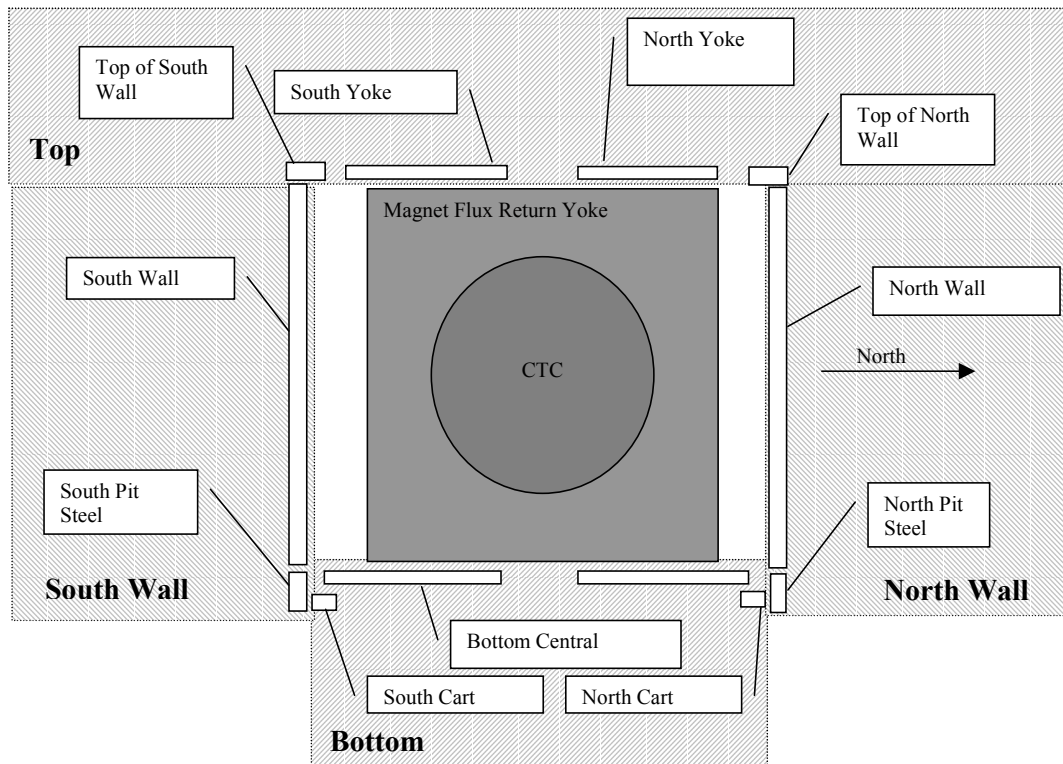 North Yoke
Top of South
Wall
South Yoke
Top of North
Wall
Top
Magnet Flux Return Yoke
South Wall
North Wall
North
CTC
South Pit
Steel
North Pit
Steel
South Wall
North Wall
Bottom Central
South Cart
North Cart
Bottom